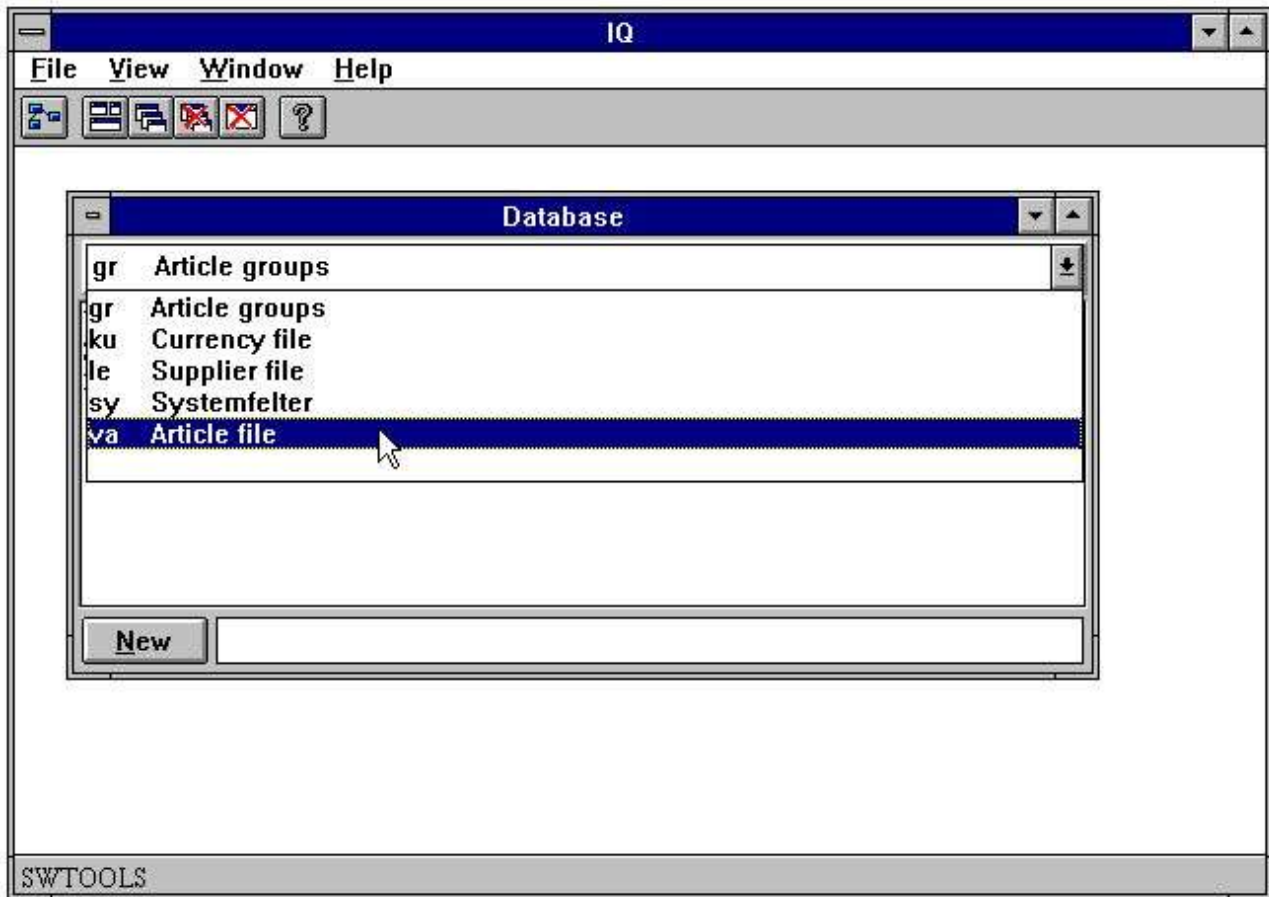 IQ
File View Window Help
Database
gr Article groups
gr Article groups
ku Currency file
le Supplier file
sy Systemfelter
va Article file
New
SWTOOLS